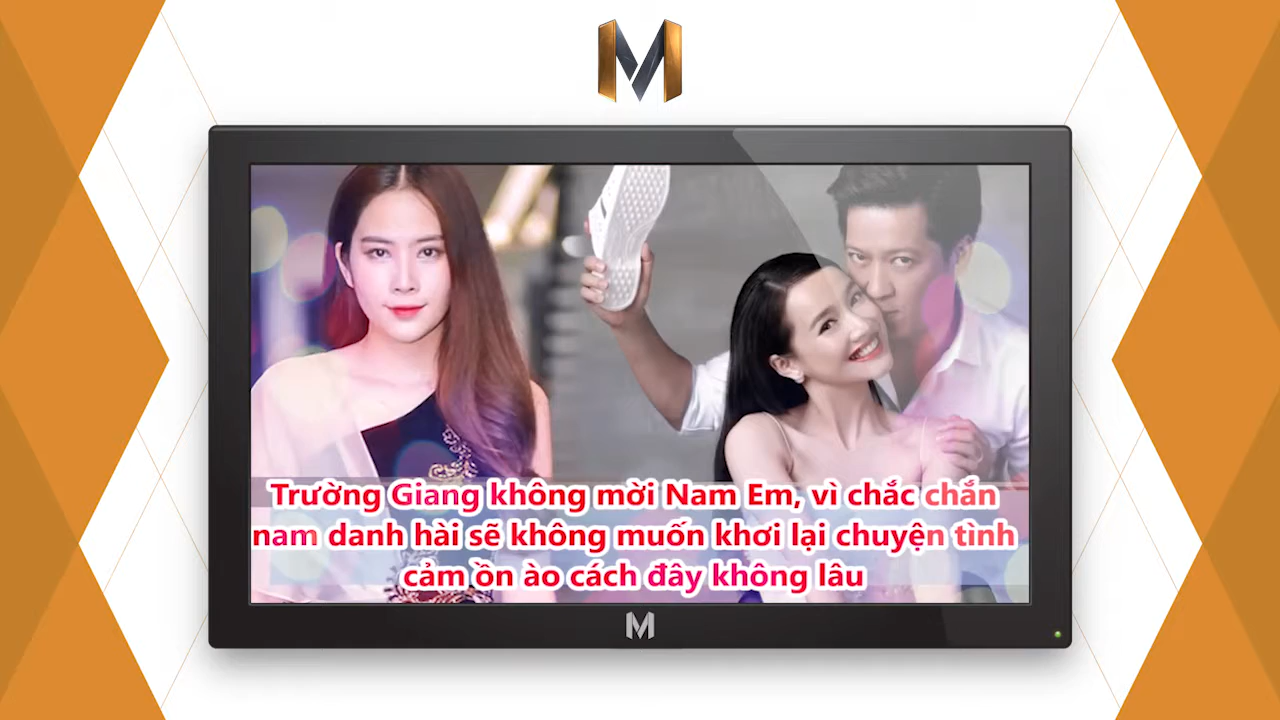 M
Trường Giang không mời Nam Em, vì chắc chắn
nam danh hài sẽ không muốn khơi lại chuyện tình
cảm ồn ào cách đây không lâu
M